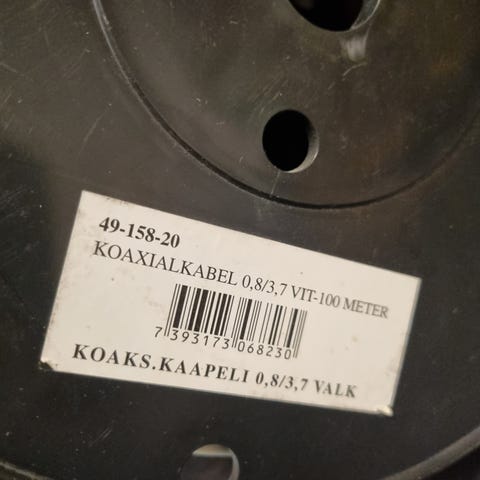 49-158-20
KOAXIALKABEL 0,8/3,7 VIT-100 METER
7 393173 068230
KOAKS.KAAPELI 0,8/3,7 VALK